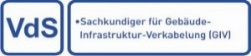 VdS
•Sachkundiger für Gebäude-
Infrastruktur-Verkabelung (GIV)